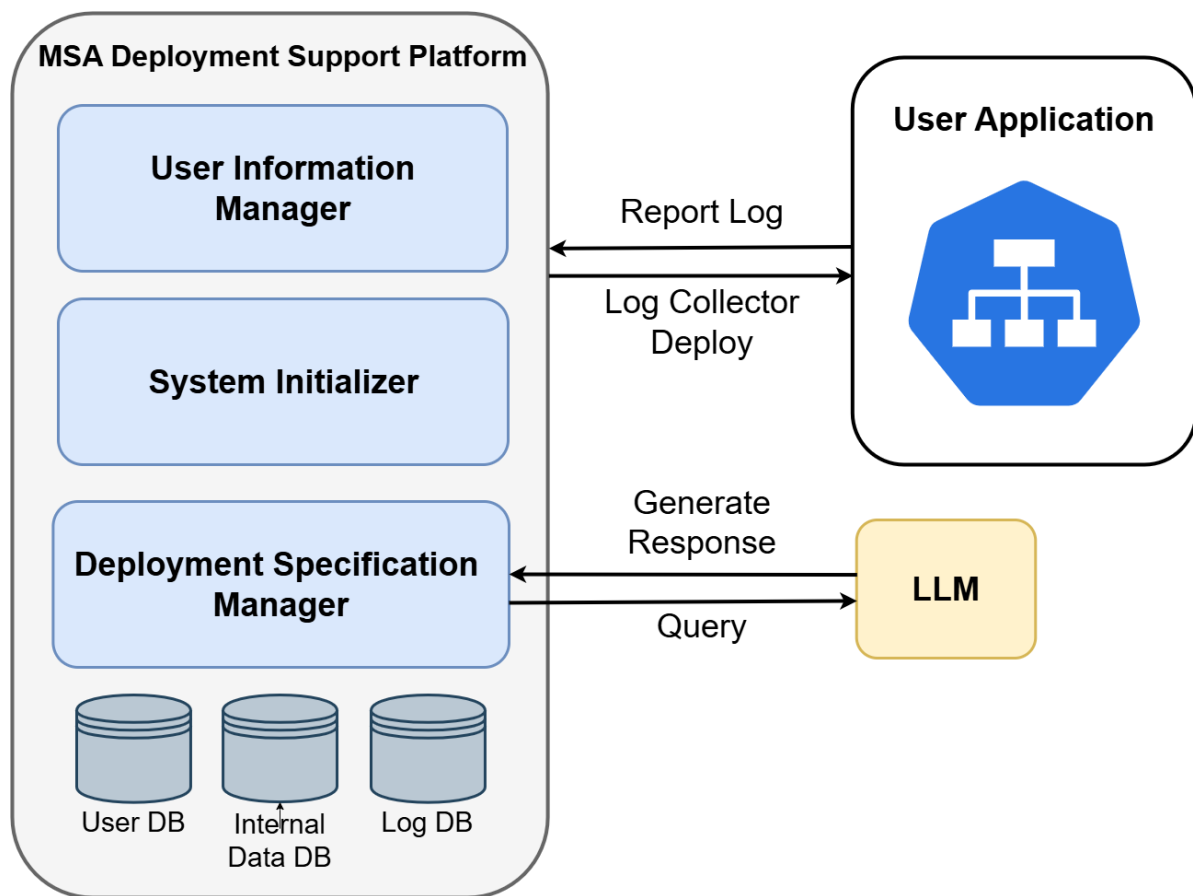 MSA Deployment Support Platform
User Information
Manager
System Initializer
Deployment Specification
Manager
User DB
Internal
Data DB
Log DB
Report Log
Log Collector
Deploy
User Application
Generate
Response
Query
LLM